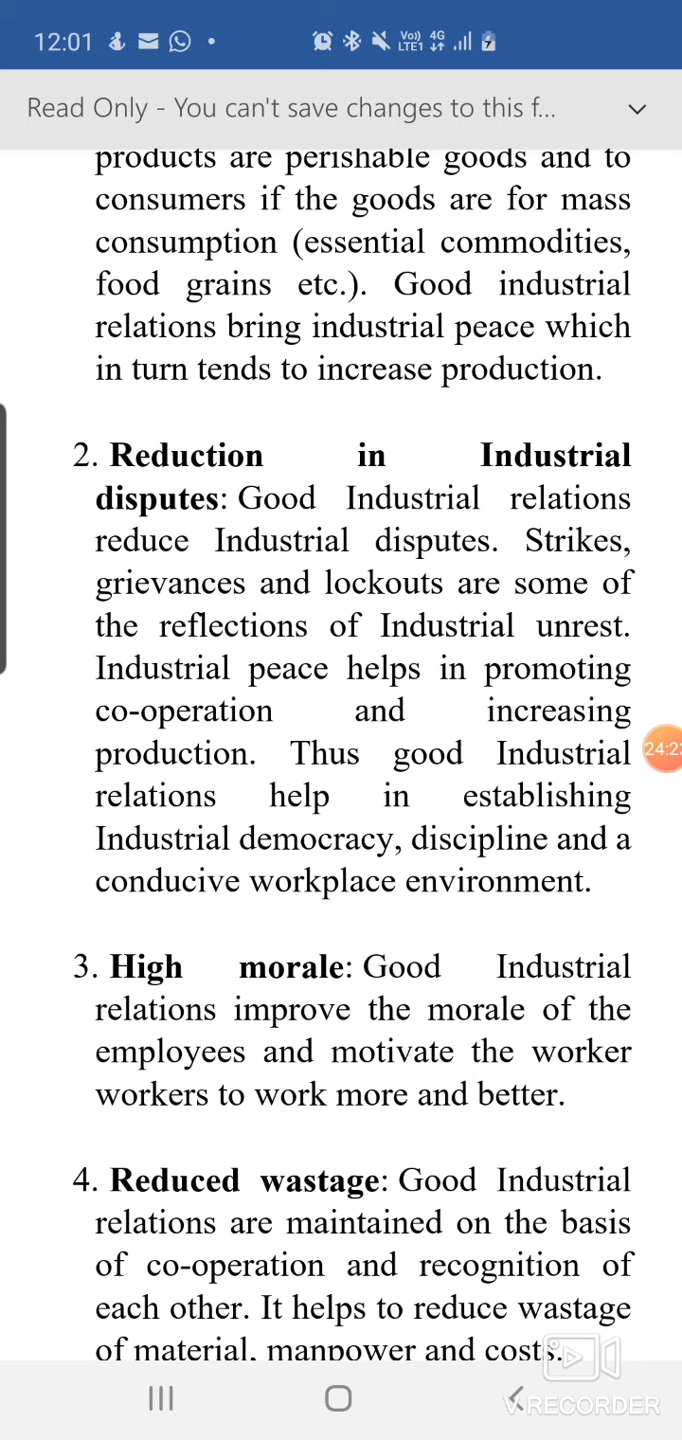 12:01
Vo)) 4G
LTE1
Read Only - You can't save changes to this f...
products are perishable goods and to
consumers if the goods are for mass
consumption (essential commodities,
food grains etc.). Good industrial
relations bring industrial peace which
in turn tends to increase production.
2. Reduction in Industrial
disputes: Good Industrial relations
reduce Industrial disputes. Strikes,
grievances and lockouts are some of
the reflections of Industrial unrest.
Industrial peace helps in promoting
co-operation and increasing
production. Thus good Industrial
24:23
relations help in establishing
Industrial democracy, discipline and a
conducive workplace environment.
3. High morale: Good Industrial
relations improve the morale of the
employees and motivate the worker
workers to work more and better.
4. Reduced wastage: Good Industrial
relations are maintained on the basis
of co-operation and recognition of
each other. It helps to reduce wastage
of material, manpower and costs.
V RECORDER